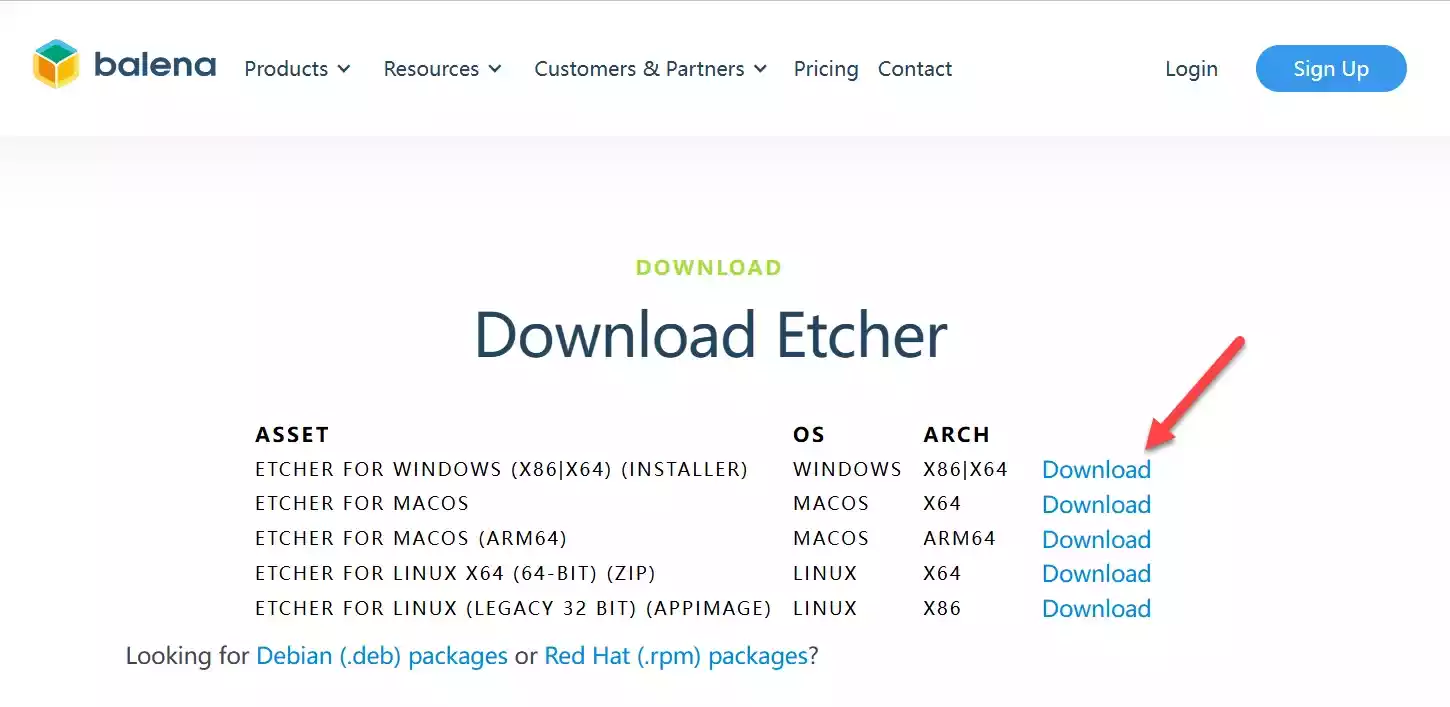 balena Products Resources Customers & Partners Pricing Contact Login Sign Up
DOWNLOAD
Download Etcher
ASSET OS ARCH
ETCHER FOR WINDOWS (X86|X64) (INSTALLER) WINDOWS X86|X64 Download
ETCHER FOR MACOS MACOS X64 Download
ETCHER FOR MACOS (ARM64) MACOS ARM64 Download
ETCHER FOR LINUX X64 (64-BIT) (ZIP) LINUX X64 Download
ETCHER FOR LINUX (LEGACY 32 BIT) (APPIMAGE) LINUX X86 Download
Looking for Debian (.deb) packages or Red Hat (.rpm) packages?